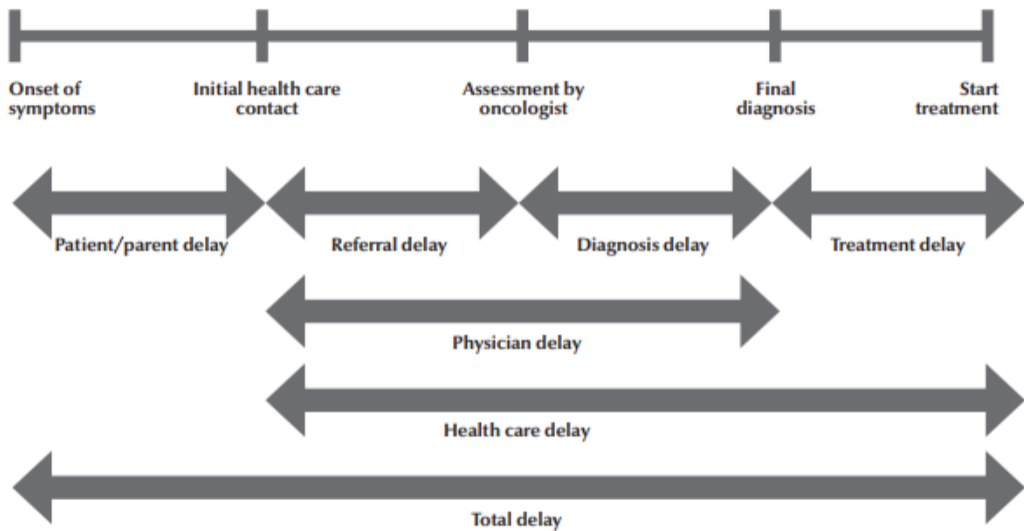 Onset of
symptoms
Initial health care
contact
Assessment by
oncologist
Final
diagnosis
Start
treatment
Patient/parent delay
Referral delay
Diagnosis delay
Treatment delay
Physician delay
Health care delay
Total delay